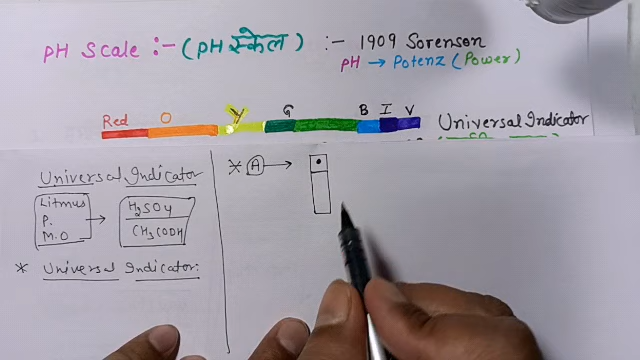 pH Scale :- (pH स्केल) :- 1909 Sorenson
pH → Potenz (Power)
Red O Y G B I V
Universal Indicator
Universal Indicator
Litmus
P.
M.O
→
H₂SO₄
CH₃COOH
* Universal Indicator:
* A →